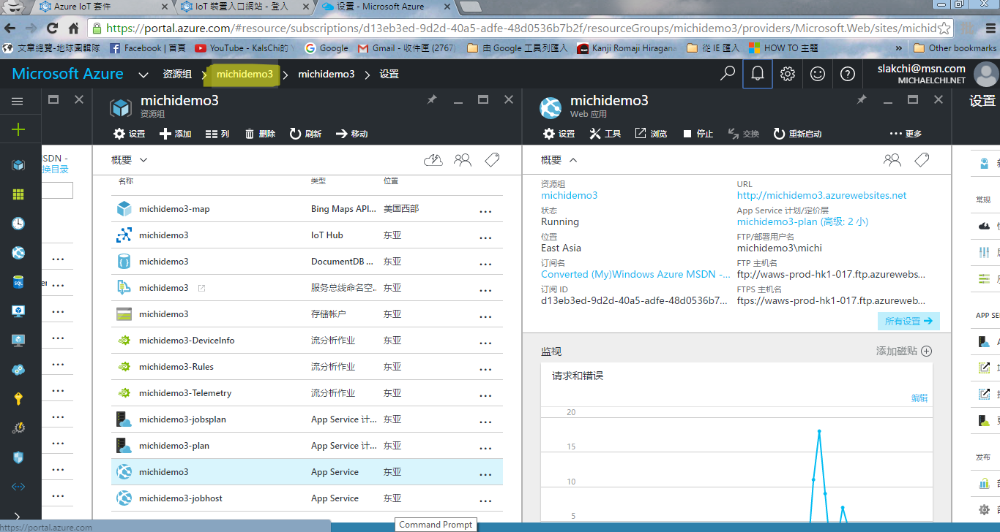 Azure IoT 套件
IoT 裝置入口網站 - 登入
设置 - Microsoft Azure
https://portal.azure.com/#resource/subscriptions/d13eb3ed-9d2d-40a5-adfe-48d0536b7b2f/resourceGroups/michidemo3/providers/Microsoft.Web/sites/michid
文章總覽-地球圖輯隊
Facebook | 首頁
YouTube - KalsChi的 Y
Google
Gmail - 收件匣 (2767)
由 Google 工具列匯入
Kanji Romaji Hiragana
從 IE 匯入
HOW TO 主題
»
Other bookmarks
Microsoft Azure
资源组
michidemo3
michidemo3
设置
slakchi@msn.com
MICHAELCHI.NET
MSDN -
换目录
michidemo3
资源组
设置
添加
列
删除
刷新
移动
概要
名称 类型 位置
michidemo3-map Bing Maps API... 美国西部 ...
michidemo3 IoT Hub 东亚 ...
michidemo3 DocumentDB ... 东亚 ...
michidemo3 服务总线命名空... 东亚 ...
michidemo3 存储帐户 东亚 ...
michidemo3-DeviceInfo 流分析作业 东亚 ...
michidemo3-Rules 流分析作业 东亚 ...
michidemo3-Telemetry 流分析作业 东亚 ...
michidemo3-jobsplan App Service 计... 东亚 ...
michidemo3-plan App Service 计... 东亚 ...
michidemo3 App Service 东亚 ...
michidemo3-jobhost App Service 东亚 ...
michidemo3
Web 应用
设置
工具
浏览
停止
交换
重新启动
更多
概要
资源组
michidemo3
状态
Running
位置
East Asia
订阅名
Converted (My)Windows Azure MSDN -...
订阅 ID
d13eb3ed-9d2d-40a5-adfe-48d0536b7...
URL
http://michidemo3.azurewebsites.net
App Service 计划/定价层
michidemo3-plan (高级: 2 小)
FTP/部署用户名
michidemo3\michi
FTP 主机名
ftp://waws-prod-hk1-017.ftp.azurewebs...
FTPS 主机名
ftps://waws-prod-hk1-017.ftp.azureweb...
所有设置
监视
添加磁贴
请求和错误
编辑
20
15
10
5
设置
常规
APP SE
发布
https://portal.azure.com
Command Prompt